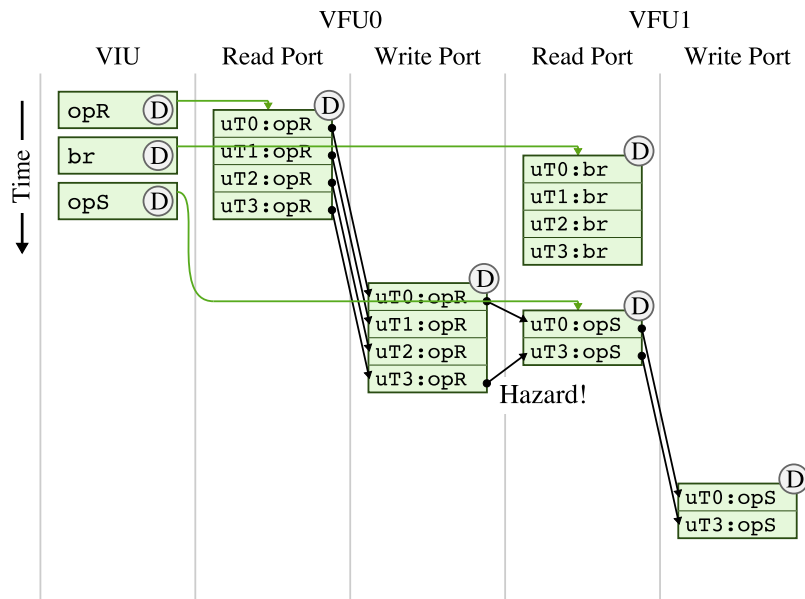 VFU0 VFU1
VIU Read Port Write Port Read Port Write Port
Time
opR D
br D
opS D
D
uT0:opR
uT1:opR
uT2:opR
uT3:opR
D
uT0:br
uT1:br
uT2:br
uT3:br
D
uT0:opR
uT1:opR
uT2:opR
uT3:opR
D
uT0:opS
uT3:opS
Hazard!
D
uT0:opS
uT3:opS